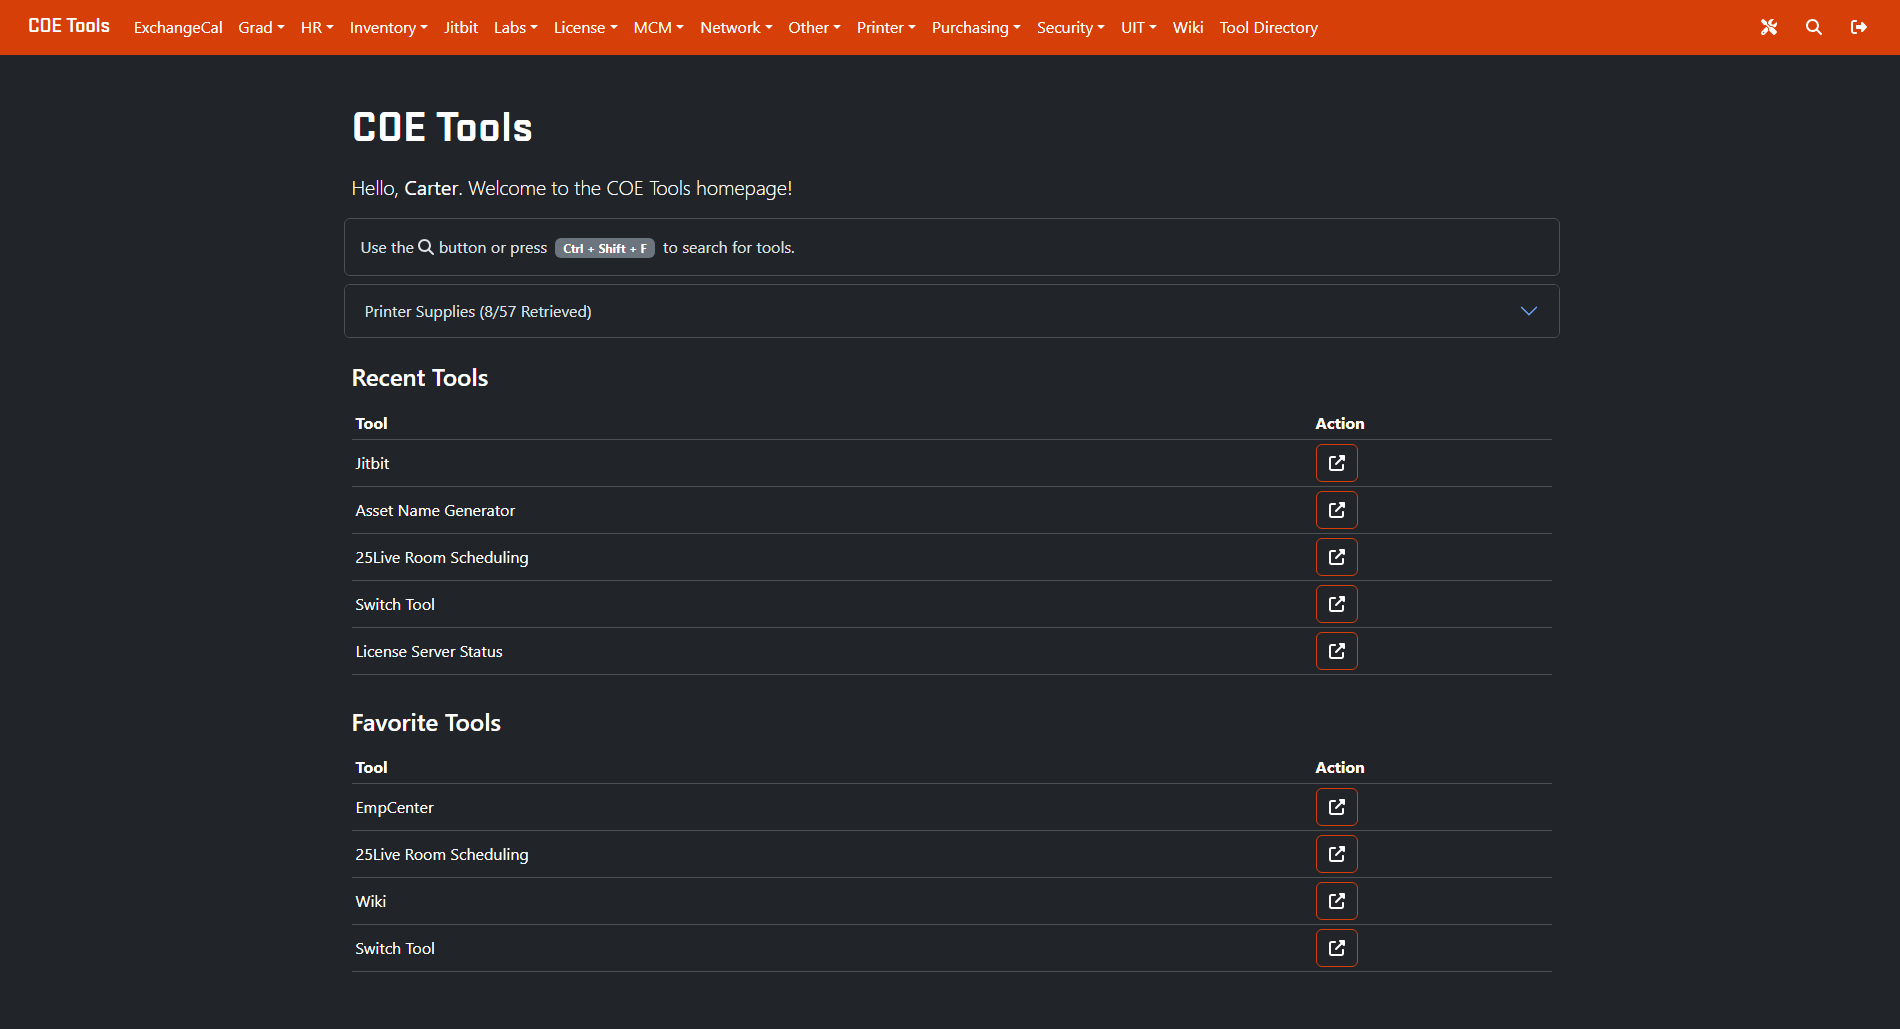 COE Tools ExchangeCal Grad HR Inventory Jitbit Labs License MCM Network Other Printer Purchasing Security UIT Wiki Tool Directory
COE Tools
Hello, Carter. Welcome to the COE Tools homepage!
Use the button or press Ctrl + Shift + F to search for tools.
Printer Supplies (8/57 Retrieved)
Recent Tools
Tool Action
Jitbit
Asset Name Generator
25Live Room Scheduling
Switch Tool
License Server Status
Favorite Tools
Tool Action
EmpCenter
25Live Room Scheduling
Wiki
Switch Tool